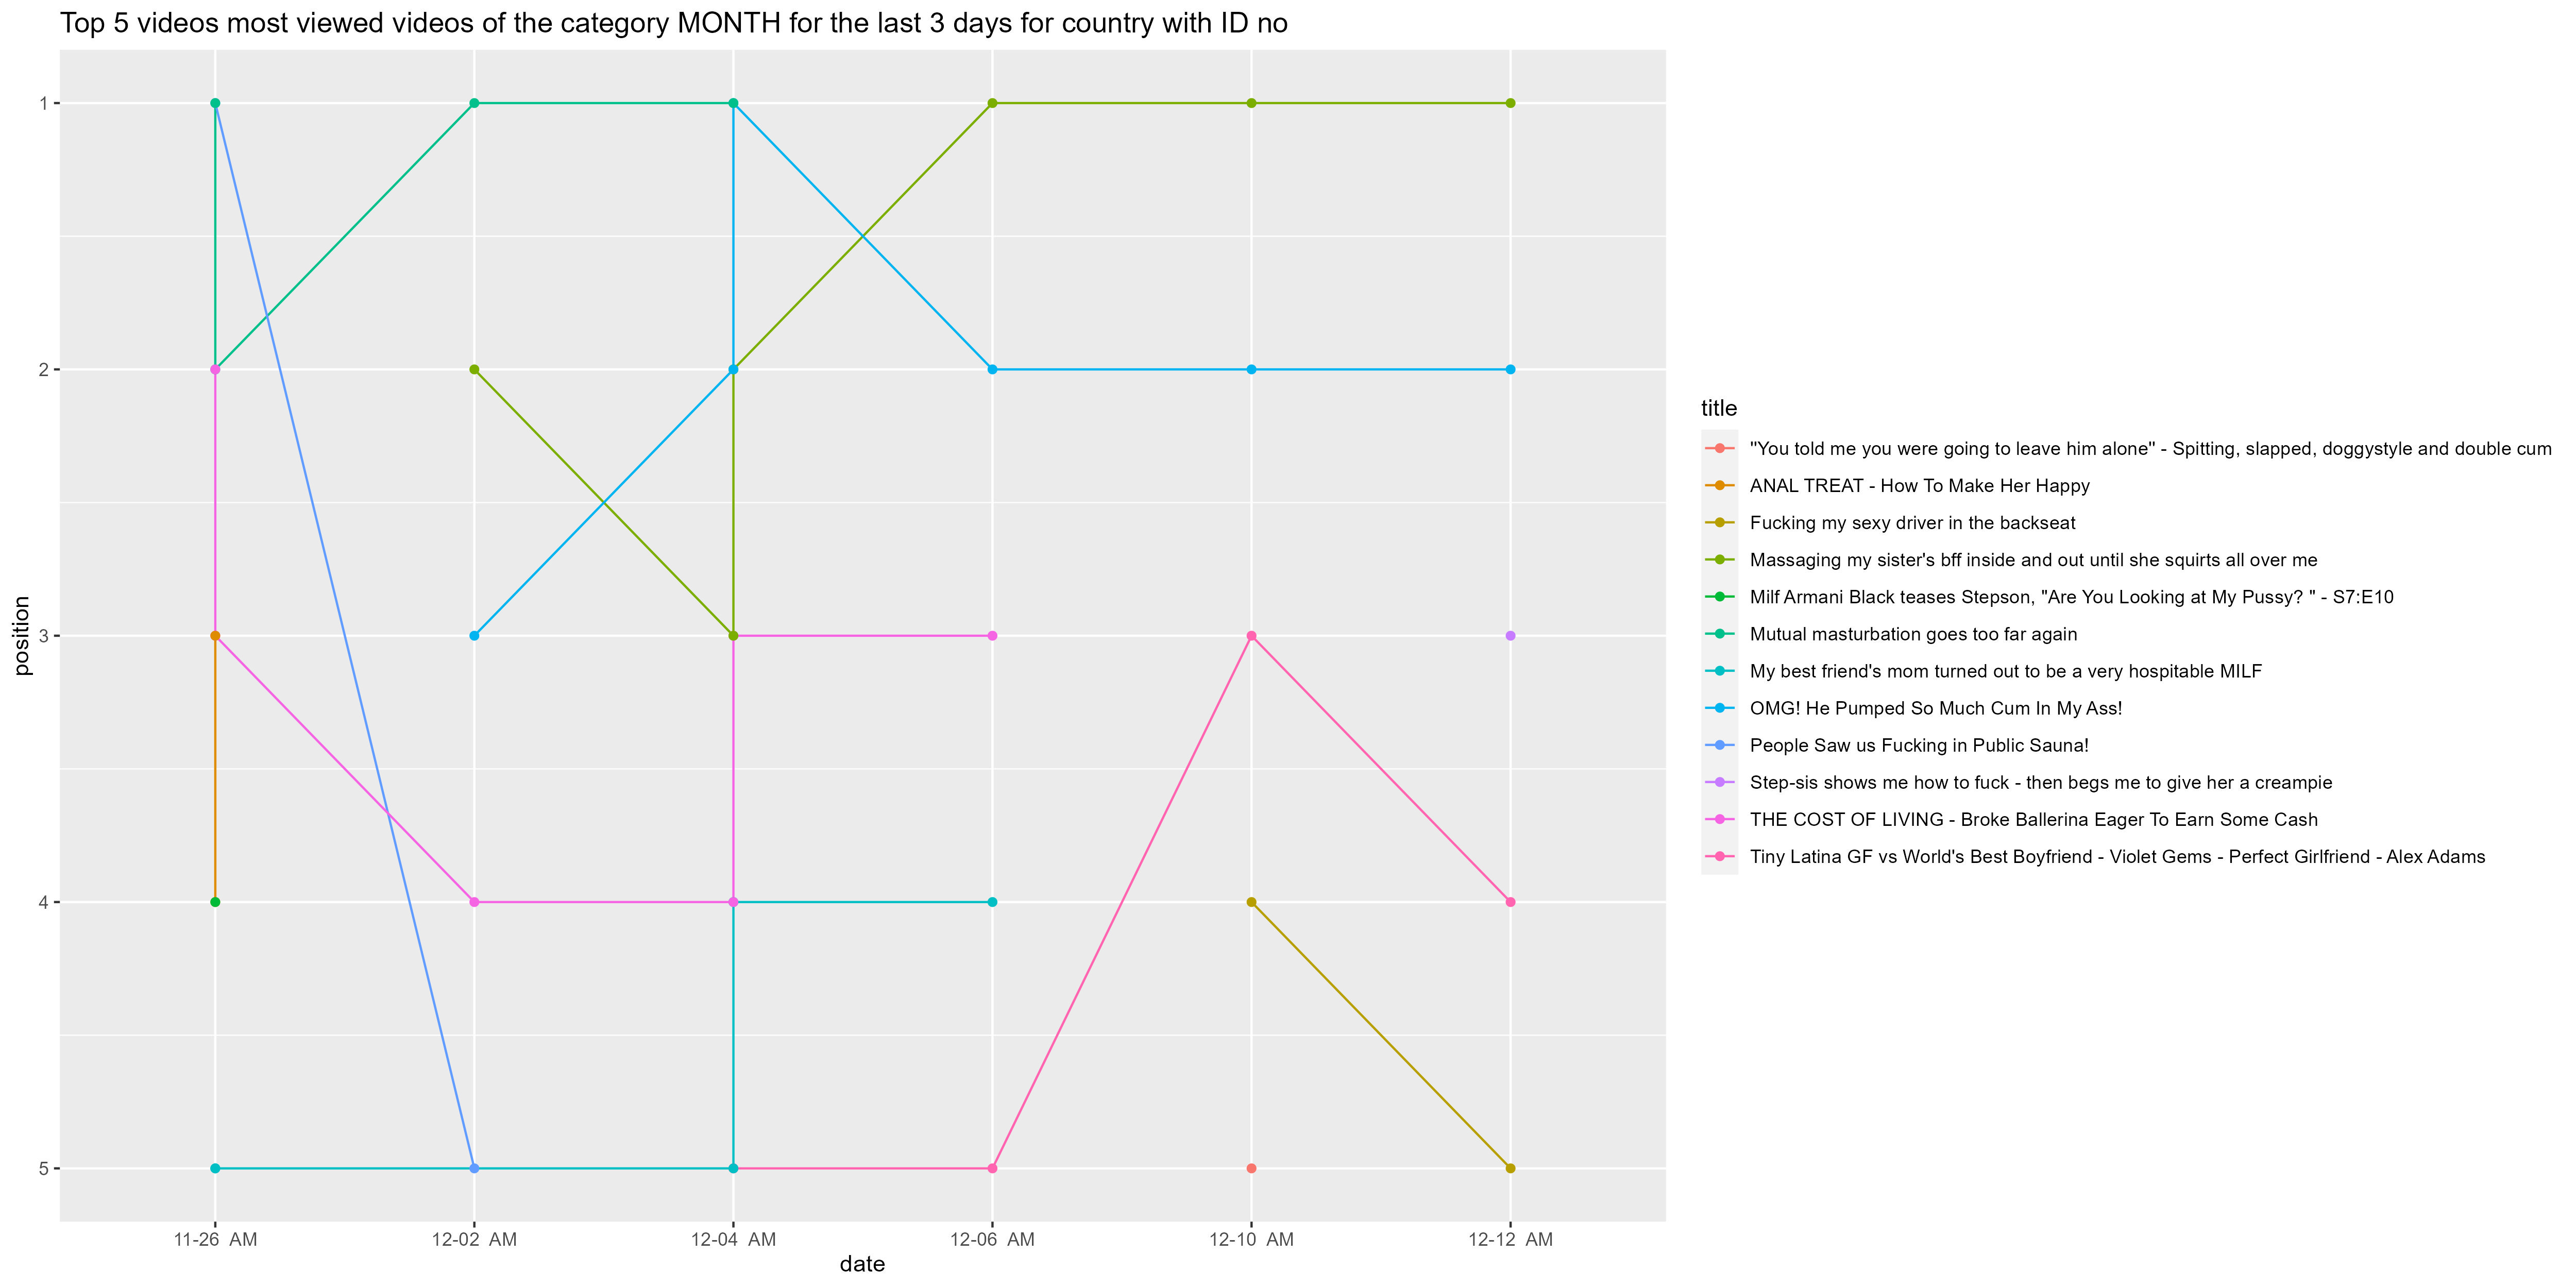 Top 5 videos most viewed videos of the category MONTH for the last 3 days for country with ID no
1
2
3
4
5
position
11-26 AM
12-02 AM
12-04 AM
12-06 AM
12-10 AM
12-12 AM
date
title
"You told me you were going to leave him alone" - Spitting, slapped, doggystyle and double cum
ANAL TREAT - How To Make Her Happy
Fucking my sexy driver in the backseat
Massaging my sister's bff inside and out until she squirts all over me
Milf Armani Black teases Stepson, "Are You Looking at My Pussy? " - S7:E10
Mutual masturbation goes too far again
My best friend's mom turned out to be a very hospitable MILF
OMG! He Pumped So Much Cum In My Ass!
People Saw us Fucking in Public Sauna!
Step-sis shows me how to fuck - then begs me to give her a creampie
THE COST OF LIVING - Broke Ballerina Eager To Earn Some Cash
Tiny Latina GF vs World's Best Boyfriend - Violet Gems - Perfect Girlfriend - Alex Adams